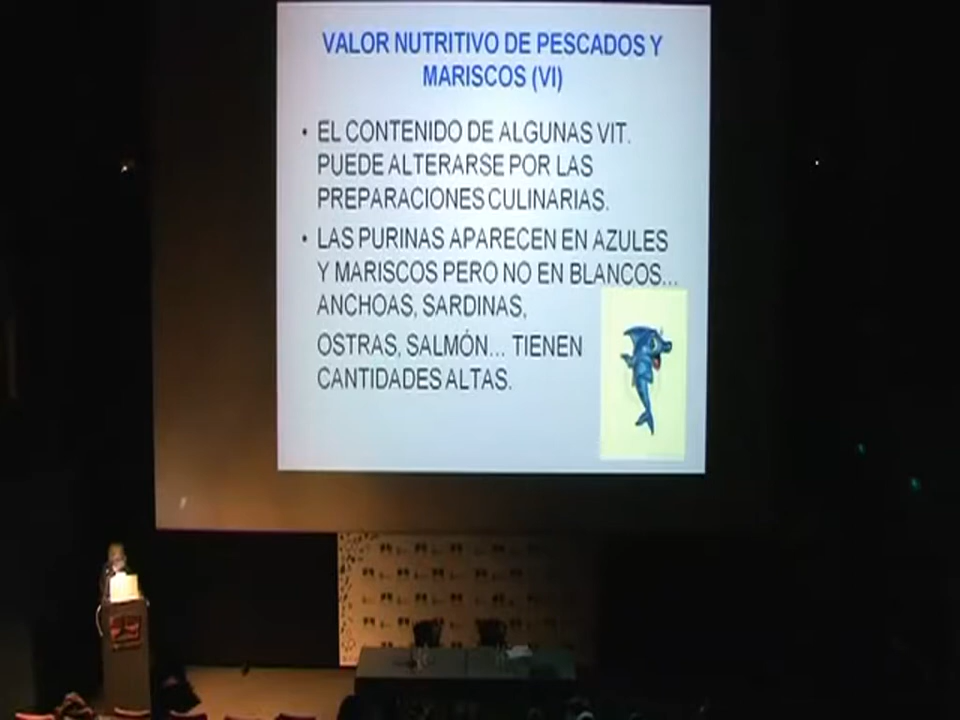 VALOR NUTRITIVO DE PESCADOS Y
MARISCOS (VI)
• EL CONTENIDO DE ALGUNAS VIT.
PUEDE ALTERARSE POR LAS
PREPARACIONES CULINARIAS.
• LAS PURINAS APARECEN EN AZULES
Y MARISCOS PERO NO EN BLANCOS...
ANCHOAS, SARDINAS,
OSTRAS, SALMÓN... TIENEN
CANTIDADES ALTAS.